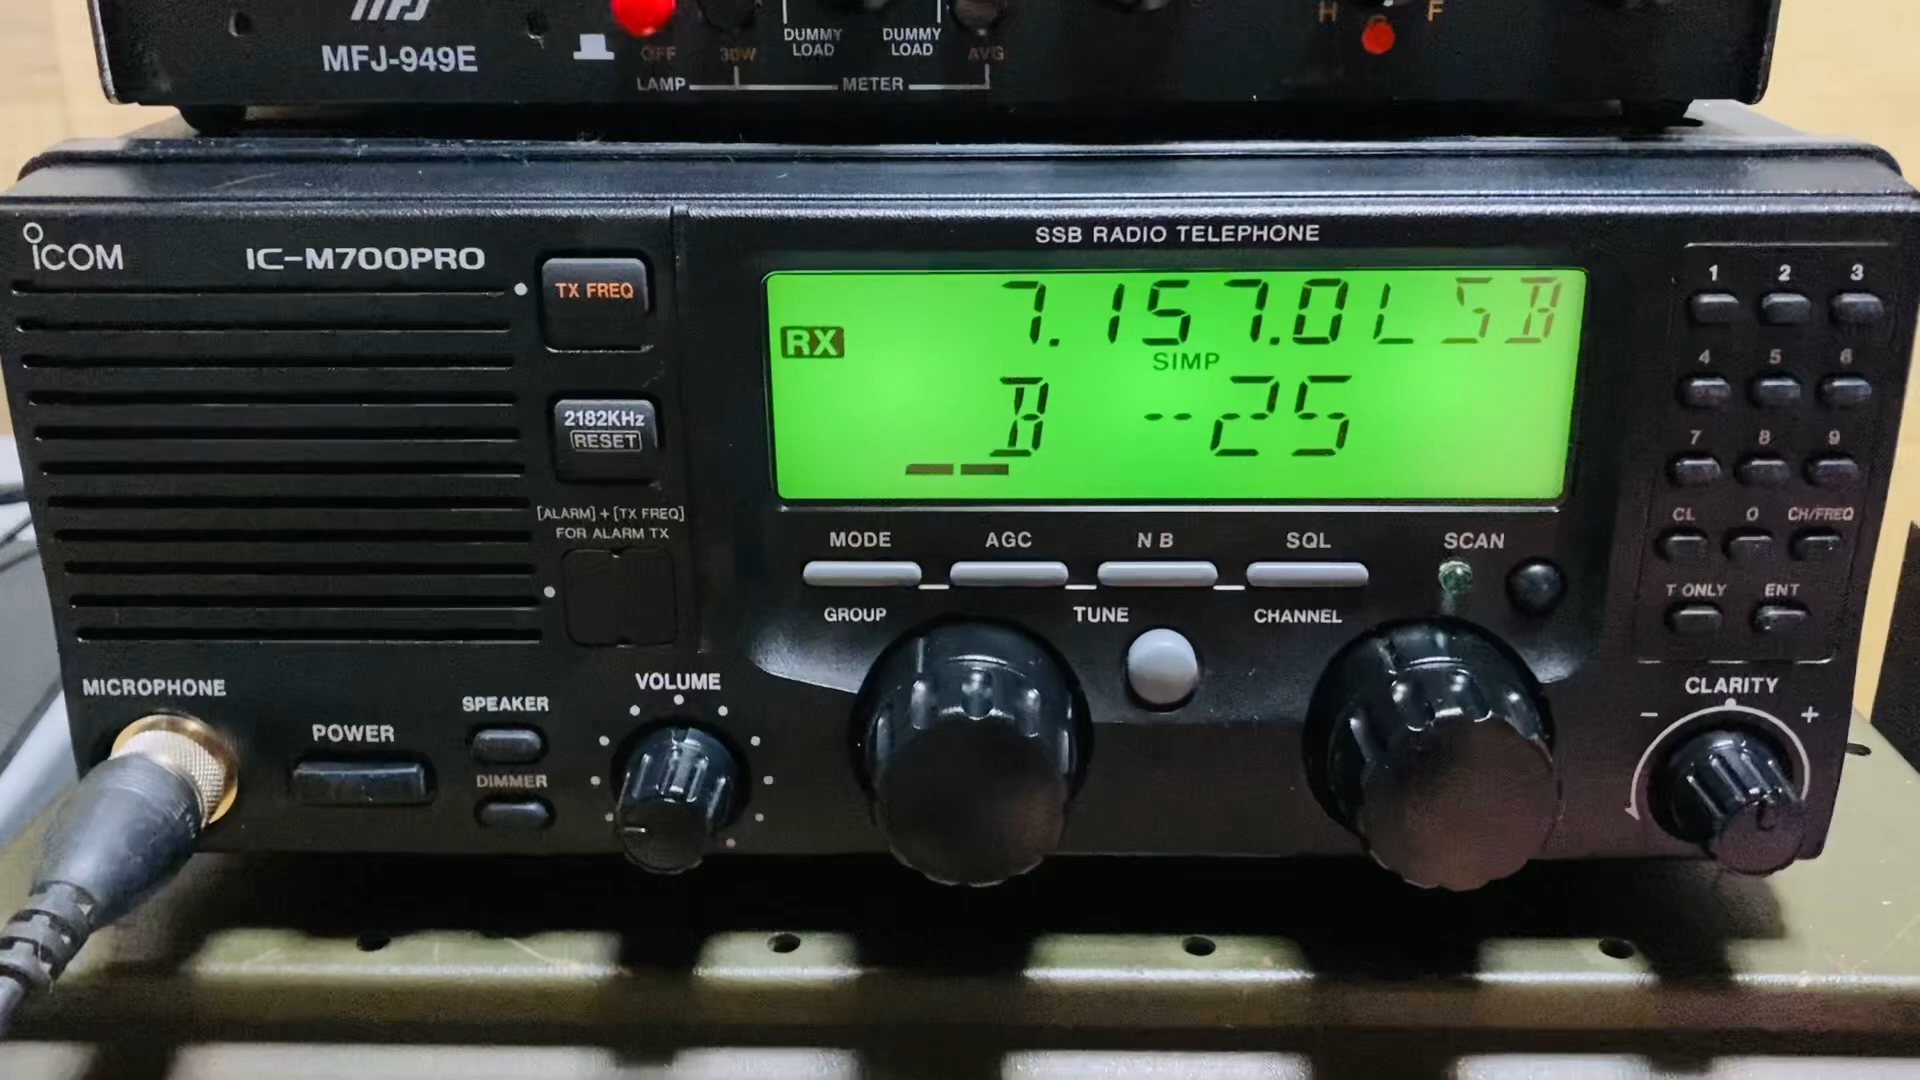 MFJ
MFJ-949E
OFF
LAMP
30W
DUMMY
LOAD
DUMMY
LOAD
METER
AVG
H
F
ICOM
IC-M700PRO
TX FREQ
2182KHz
RESET
[ALARM]+[TX FREQ]
FOR ALARM TX
SSB RADIO TELEPHONE
RX
7.157.0 LSB
SIMP
B --25
MODE
AGC
NB
SQL
SCAN
GROUP
TUNE
CHANNEL
1 2 3
4 5 6
7 8 9
CL 0 CH/FREQ
T ONLY ENT
CLARITY
- +
MICROPHONE
POWER
SPEAKER
DIMMER
VOLUME